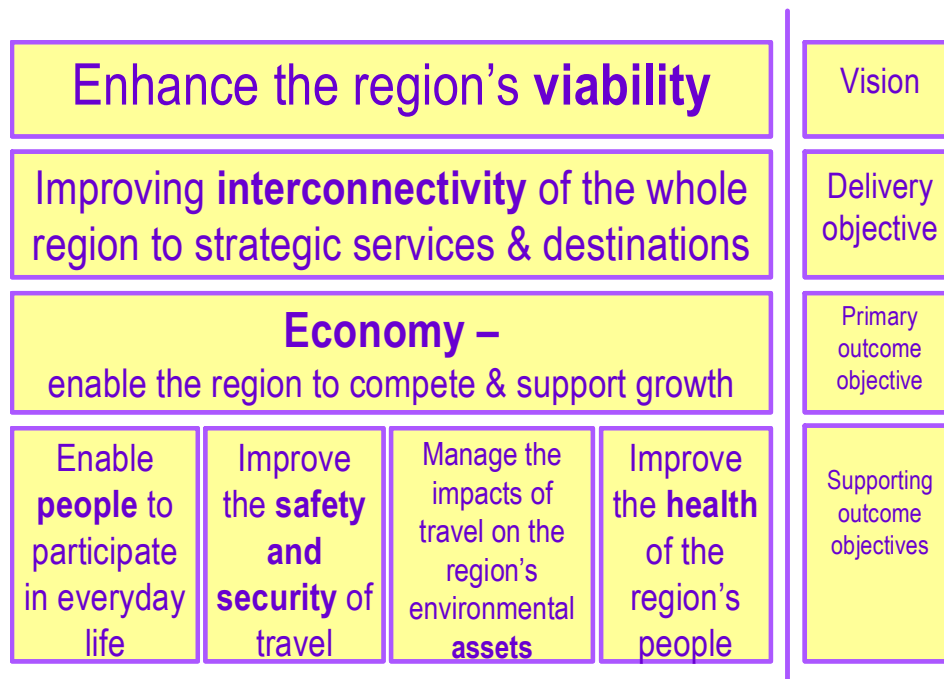 Enhance the region’s viability
Vision
Improving interconnectivity of the whole
region to strategic services & destinations
Delivery
objective
Economy –
enable the region to compete & support growth
Primary
outcome
objective
Enable
people to
participate
in everyday
life
Improve
the safety
and
security of
travel
Manage the
impacts of
travel on the
region’s
environmental
assets
Improve
the health
of the
region’s
people
Supporting
outcome
objectives